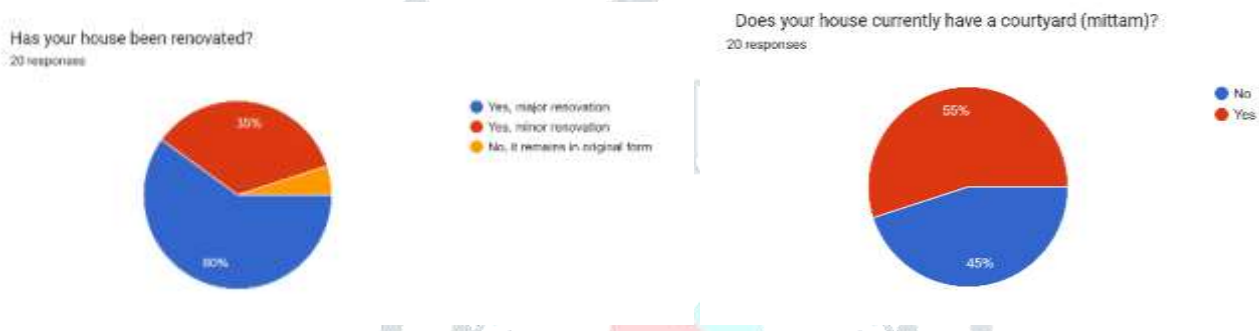 Has your house been renovated?
20 responses
35%
60%
Yes, major renovation
Yes, minor renovation
No, it remains in original form
Does your house currently have a courtyard (mittam)?
20 responses
55%
45%
No
Yes